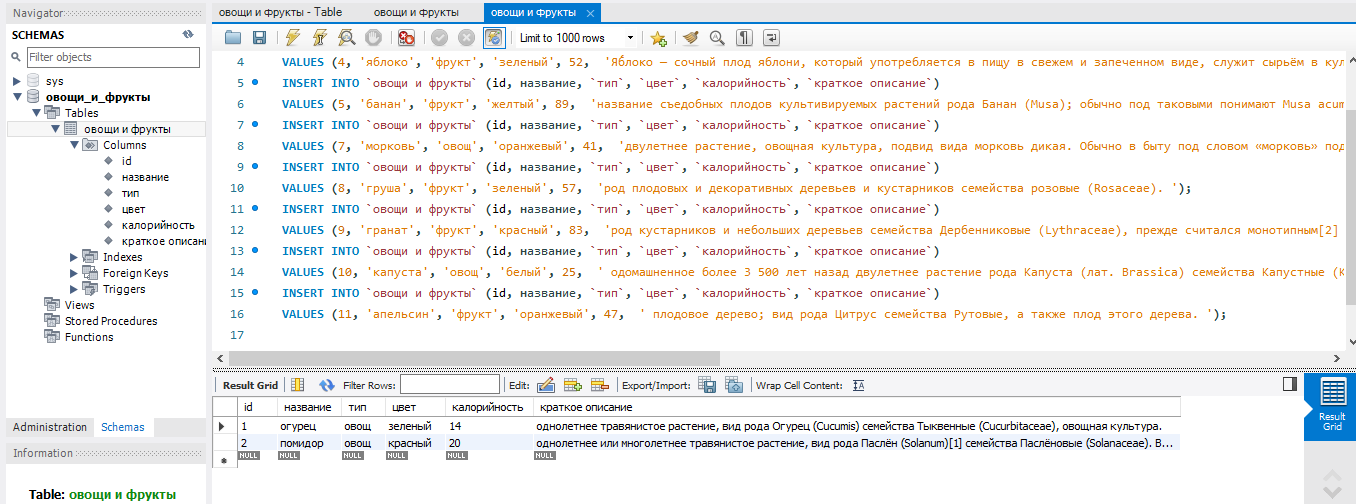 Navigator
SCHEMAS
Filter objects
sys
овощи_и_фрукты
Tables
овощи и фрукты
Columns
id
название
тип
цвет
калорийность
краткое описани
Indexes
Foreign Keys
Triggers
Views
Stored Procedures
Functions
Administration Schemas
Information
Table: овощи и фрукты
овощи и фрукты - Table овощи и фрукты овощи и фрукты
Limit to 1000 rows
4 VALUES (4, 'яблоко', 'фрукт', 'зеленый', 52, 'Яблоко — сочный плод яблони, который употребляется в пищу в свежем и запеченном виде, служит сырьём в кул
5 INSERT INTO `овощи и фрукты` (id, название, `тип`, `цвет`, `калорийность`, `краткое описание`)
6 VALUES (5, 'банан', 'фрукт', 'желтый', 89, 'название съедобных плодов культивируемых растений рода Банан (Musa); обычно под таковыми понимают Musa acum
7 INSERT INTO `овощи и фрукты` (id, название, `тип`, `цвет`, `калорийность`, `краткое описание`)
8 VALUES (7, 'морковь', 'овощ', 'оранжевый', 41, 'двулетнее растение, овощная культура, подвид вида морковь дикая. Обычно в быту под словом «морковь» под
9 INSERT INTO `овощи и фрукты` (id, название, `тип`, `цвет`, `калорийность`, `краткое описание`)
10 VALUES (8, 'груша', 'фрукт', 'зеленый', 57, 'род плодовых и декоративных деревьев и кустарников семейства розовые (Rosaceae). ');
11 INSERT INTO `овощи и фрукты` (id, название, `тип`, `цвет`, `калорийность`, `краткое описание`)
12 VALUES (9, 'гранат', 'фрукт', 'красный', 83, 'род кустарников и небольших деревьев семейства Дербенниковые (Lythraceae), прежде считался монотипным[2]
13 INSERT INTO `овощи и фрукты` (id, название, `тип`, `цвет`, `калорийность`, `краткое описание`)
14 VALUES (10, 'капуста', 'овощ', 'белый', 25, ' одомашненное более 3 500 лет назад двулетнее растение рода Капуста (лат. Brassica) семейства Капустные (К
15 INSERT INTO `овощи и фрукты` (id, название, `тип`, `цвет`, `калорийность`, `краткое описание`)
16 VALUES (11, 'апельсин', 'фрукт', 'оранжевый', 47, ' плодовое дерево; вид рода Цитрус семейства Рутовые, а также плод этого дерева. ');
17
Result Grid Filter Rows: Edit: Export/Import: Wrap Cell Content:
id название тип цвет калорийность краткое описание
1 огурец овощ зеленый 14 однолетнее травянистое растение, вид рода Огурец (Cucumis) семейства Тыквенные (Cucurbitaceae), овощная культура.
2 помидор овощ красный 20 однолетнее или многолетнее травянистое растение, вид рода Паслён (Solanum)[1] семейства Паслёновые (Solanaceae). В...
NULL NULL NULL NULL NULL NULL
Result
Grid